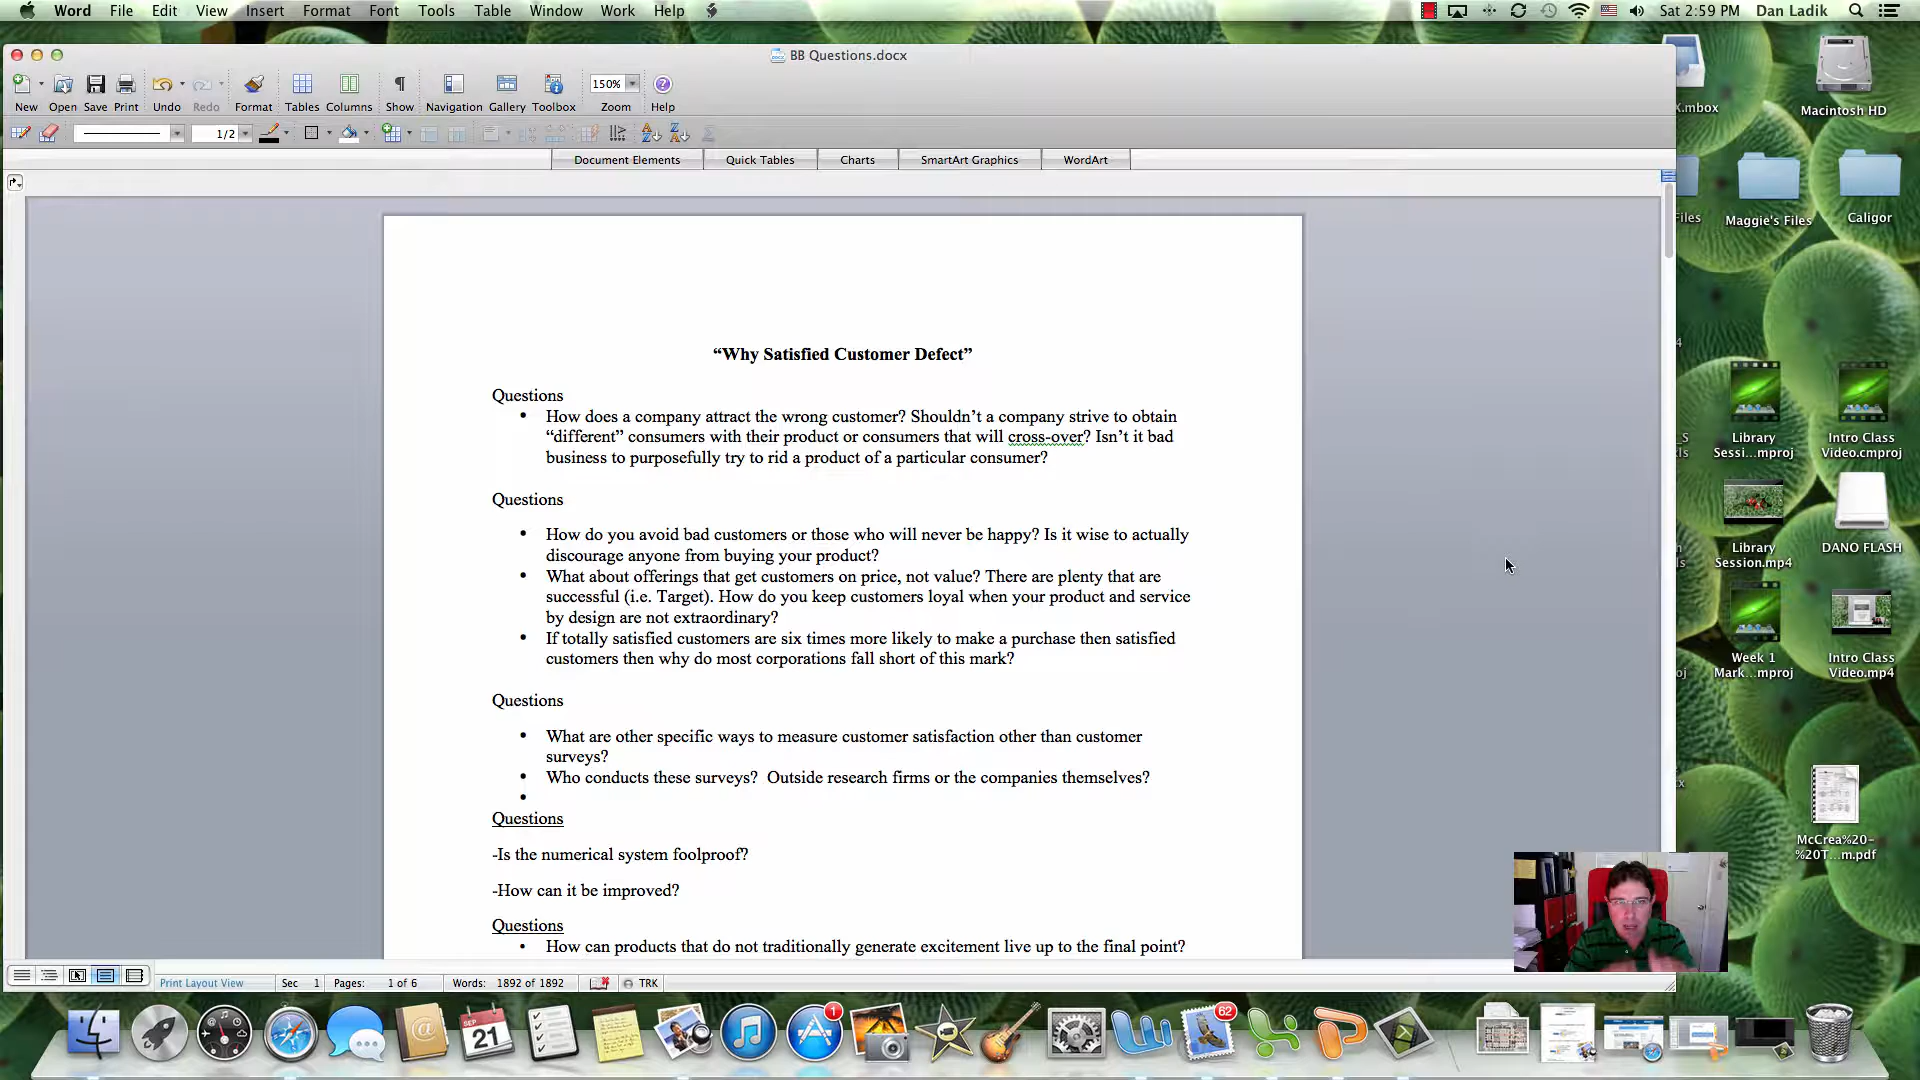 Word File Edit View Insert Format Font Tools Table Window Work Help
Sat 2:59 PM Dan Ladik
BB Questions.docx
150%
New Open Save Print Undo Redo Format Tables Columns Show Navigation Gallery Toolbox Zoom Help
1/2
Document Elements Quick Tables Charts SmartArt Graphics WordArt
“Why Satisfied Customer Defect”
Questions
• How does a company attract the wrong customer? Shouldn’t a company strive to obtain
“different” consumers with their product or consumers that will cross-over? Isn’t it bad
business to purposefully try to rid a product of a particular consumer?
Questions
• How do you avoid bad customers or those who will never be happy? Is it wise to actually
discourage anyone from buying your product?
• What about offerings that get customers on price, not value? There are plenty that are
successful (i.e. Target). How do you keep customers loyal when your product and service
by design are not extraordinary?
• If totally satisfied customers are six times more likely to make a purchase then satisfied
customers then why do most corporations fall short of this mark?
Questions
• What are other specific ways to measure customer satisfaction other than customer
surveys?
• Who conducts these surveys?  Outside research firms or the companies themselves?
•
Questions
-Is the numerical system foolproof?
-How can it be improved?
Questions
• How can products that do not traditionally generate excitement live up to the final point?
Print Layout View Sec 1 Pages: 1 of 6 Words: 1892 of 1892 TRK
X.mbox
Macintosh HD
Files
Maggie's Files
Caligor
Library
Sessi...mproj
Intro Class
Video.cmproj
Library
Session.mp4
DANO FLASH
Week 1
Mark...mproj
Intro Class
Video.mp4
McCrea%20-
%20T...m.pdf
SEP
21
1
62